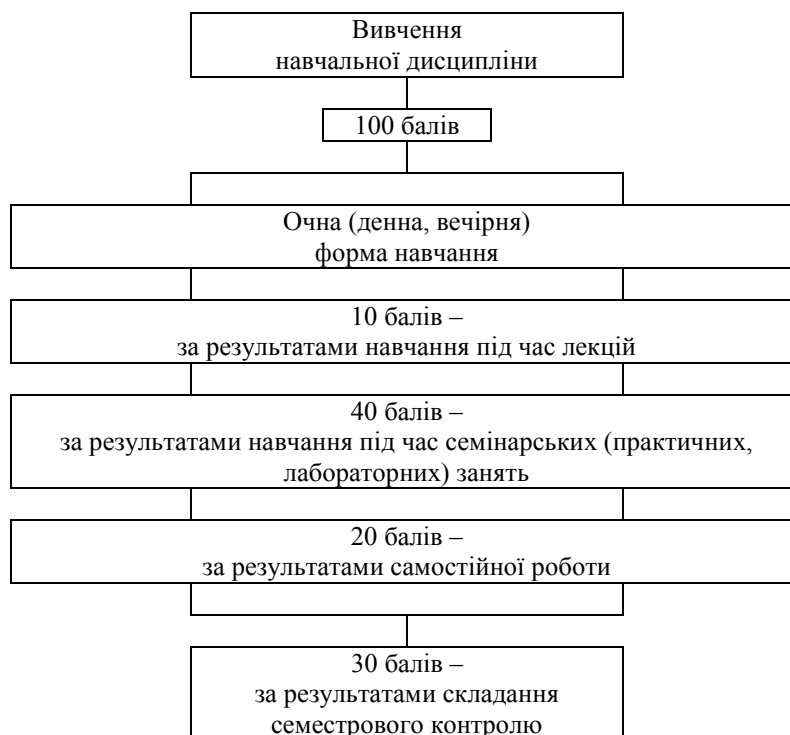 Вивчення
навчальної дисципліни
100 балів
Очна (денна, вечірня)
форма навчання
10 балів –
за результатами навчання під час лекцій
40 балів –
за результатами навчання під час семінарських (практичних,
лабораторних) занять
20 балів –
за результатами самостійної роботи
30 балів –
за результатами складання
семестрового контролю